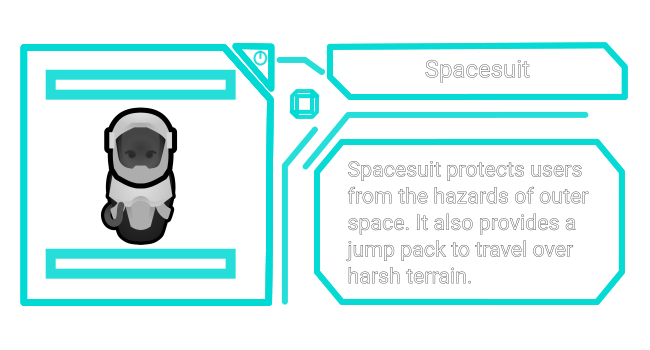 Spacesuit
Spacesuit protects users
from the hazards of outer
space. It also provides a
jump pack to travel over
harsh terrain.